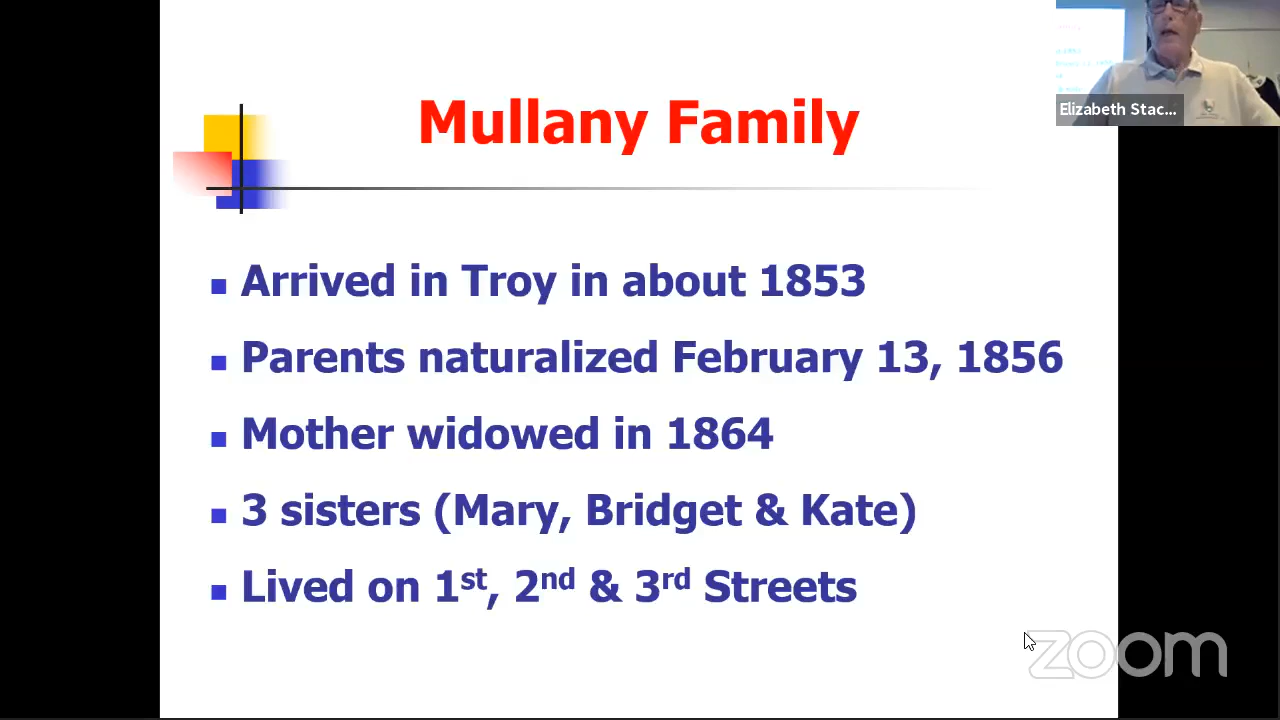 Mullany Family
Elizabeth Stac...
Arrived in Troy in about 1853
Parents naturalized February 13, 1856
Mother widowed in 1864
3 sisters (Mary, Bridget & Kate)
Lived on 1st, 2nd & 3rd Streets
zoom